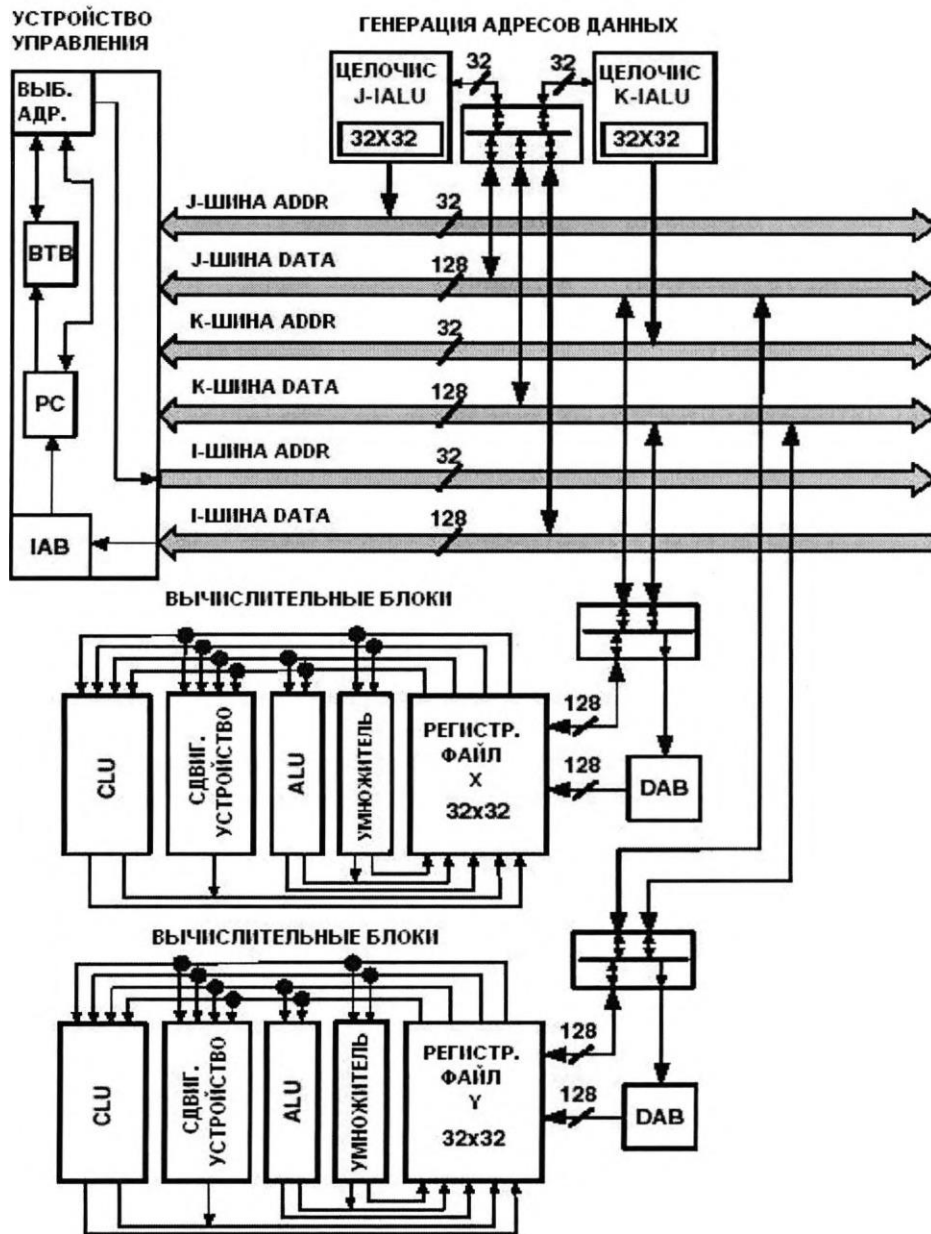 УСТРОЙСТВО
УПРАВЛЕНИЯ
ГЕНЕРАЦИЯ АДРЕСОВ ДАННЫХ
ВЫБ.
АДР.
BTB
PC
IAB
ЦЕЛОЧИС
J-IALU
32X32
32
32
ЦЕЛОЧИС
K-IALU
32X32
J-ШИНА ADDR
32
J-ШИНА DATA
128
K-ШИНА ADDR
32
K-ШИНА DATA
128
I-ШИНА ADDR
32
I-ШИНА DATA
128
ВЫЧИСЛИТЕЛЬНЫЕ БЛОКИ
CLU
СДВИГ.
УСТРОЙСТВО
ALU
УМНОЖИТЕЛЬ
РЕГИСТР.
ФАЙЛ
X
32x32
128
128
DAB
ВЫЧИСЛИТЕЛЬНЫЕ БЛОКИ
CLU
СДВИГ.
УСТРОЙСТВО
ALU
УМНОЖИТЕЛЬ
РЕГИСТР.
ФАЙЛ
Y
32x32
128
128
DAB